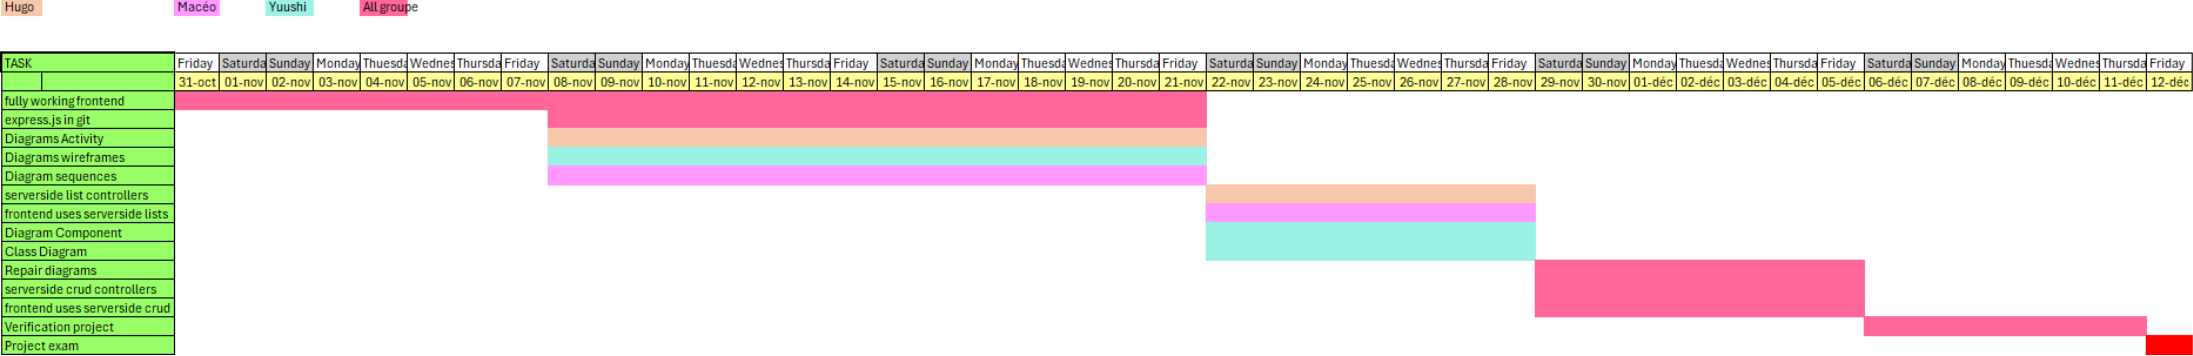 Hugo Macéo Yuushi All groupe
TASK Friday Saturda Sunday Monday Thuesda Wednes Thursda Friday Saturda Sunday Monday Thuesda Wednes Thursda Friday Saturda Sunday Monday Thuesda Wednes Thursda Friday Saturda Sunday Monday Thuesda Wednes Thursda Friday Saturda Sunday Monday Thuesda Wednes Thursda Friday Saturda Sunday Monday Thuesda Wednes Thursda Friday
31-oct 01-nov 02-nov 03-nov 04-nov 05-nov 06-nov 07-nov 08-nov 09-nov 10-nov 11-nov 12-nov 13-nov 14-nov 15-nov 16-nov 17-nov 18-nov 19-nov 20-nov 21-nov 22-nov 23-nov 24-nov 25-nov 26-nov 27-nov 28-nov 29-nov 30-nov 01-déc 02-déc 03-déc 04-déc 05-déc 06-déc 07-déc 08-déc 09-déc 10-déc 11-déc 12-déc
fully working frontend
express.js in git
Diagrams Activity
Diagrams wireframes
Diagram sequences
serverside list controllers
frontend uses serverside lists
Diagram Component
Class Diagram
Repair diagrams
serverside crud controllers
frontend uses serverside crud
Verification project
Project exam